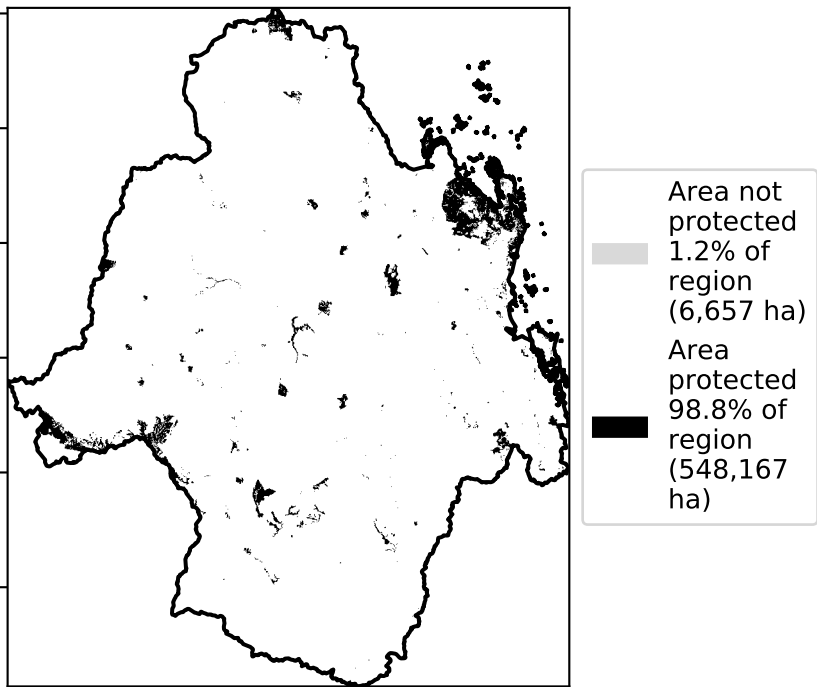 Area not
protected
1.2% of
region
(6,657 ha)
Area
protected
98.8% of
region
(548,167
ha)